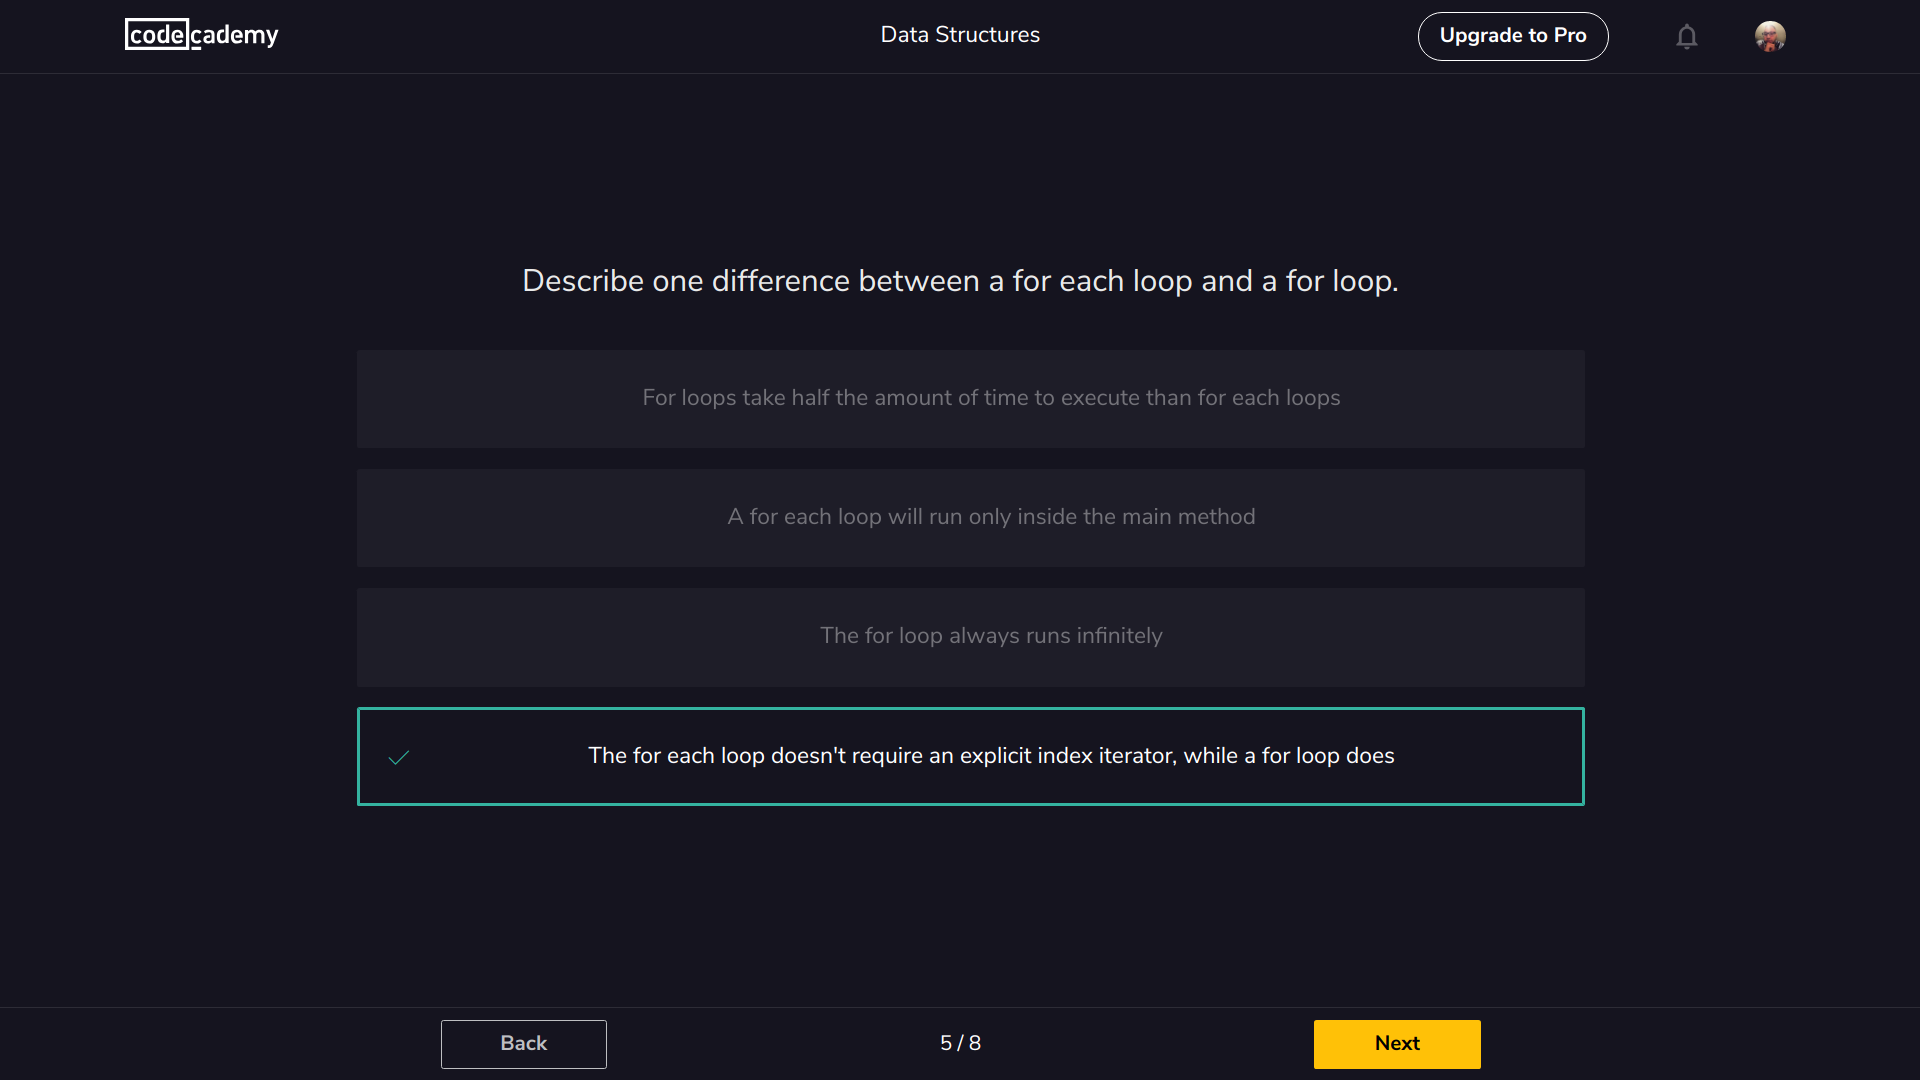 codecademy
Data Structures
Upgrade to Pro
Describe one difference between a for each loop and a for loop.
For loops take half the amount of time to execute than for each loops
A for each loop will run only inside the main method
The for loop always runs infinitely
The for each loop doesn't require an explicit index iterator, while a for loop does
Back
5 / 8
Next